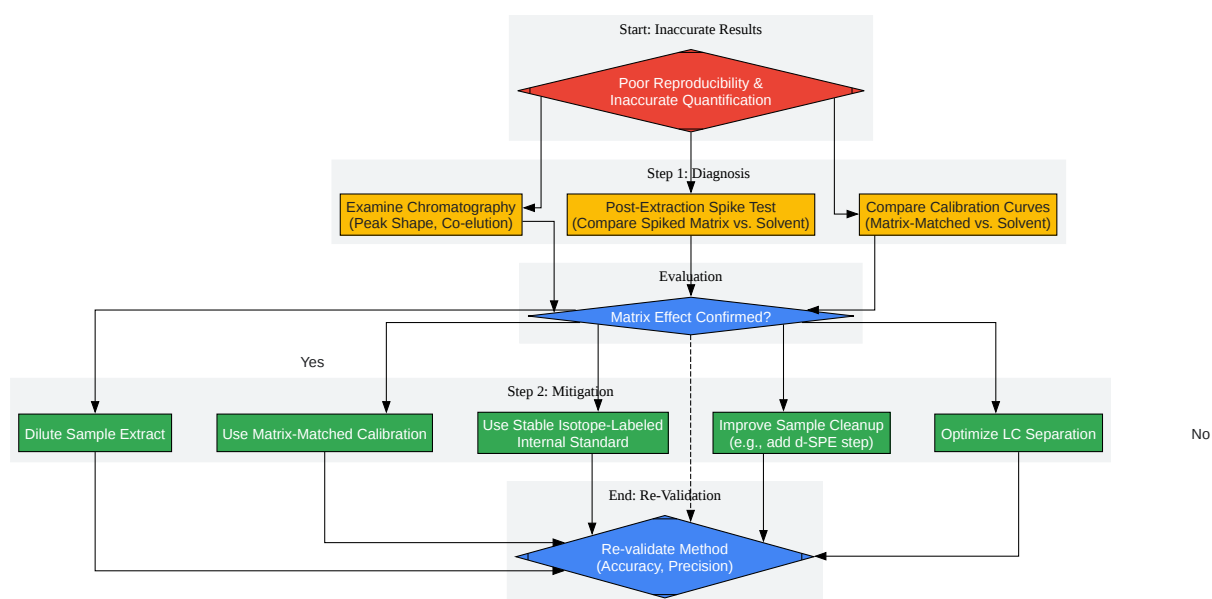 Start: Inaccurate Results
Poor Reproducibility &
Inaccurate Quantification
Step 1: Diagnosis
Examine Chromatography
(Peak Shape, Co-elution)
Post-Extraction Spike Test
(Compare Spiked Matrix vs. Solvent)
Compare Calibration Curves
(Matrix-Matched vs. Solvent)
Evaluation
Matrix Effect Confirmed?
Yes
Step 2: Mitigation
Dilute Sample Extract
Use Matrix-Matched Calibration
Use Stable Isotope-Labeled
Internal Standard
Improve Sample Cleanup
(e.g., add d-SPE step)
Optimize LC Separation
No
End: Re-Validation
Re-validate Method
(Accuracy, Precision)